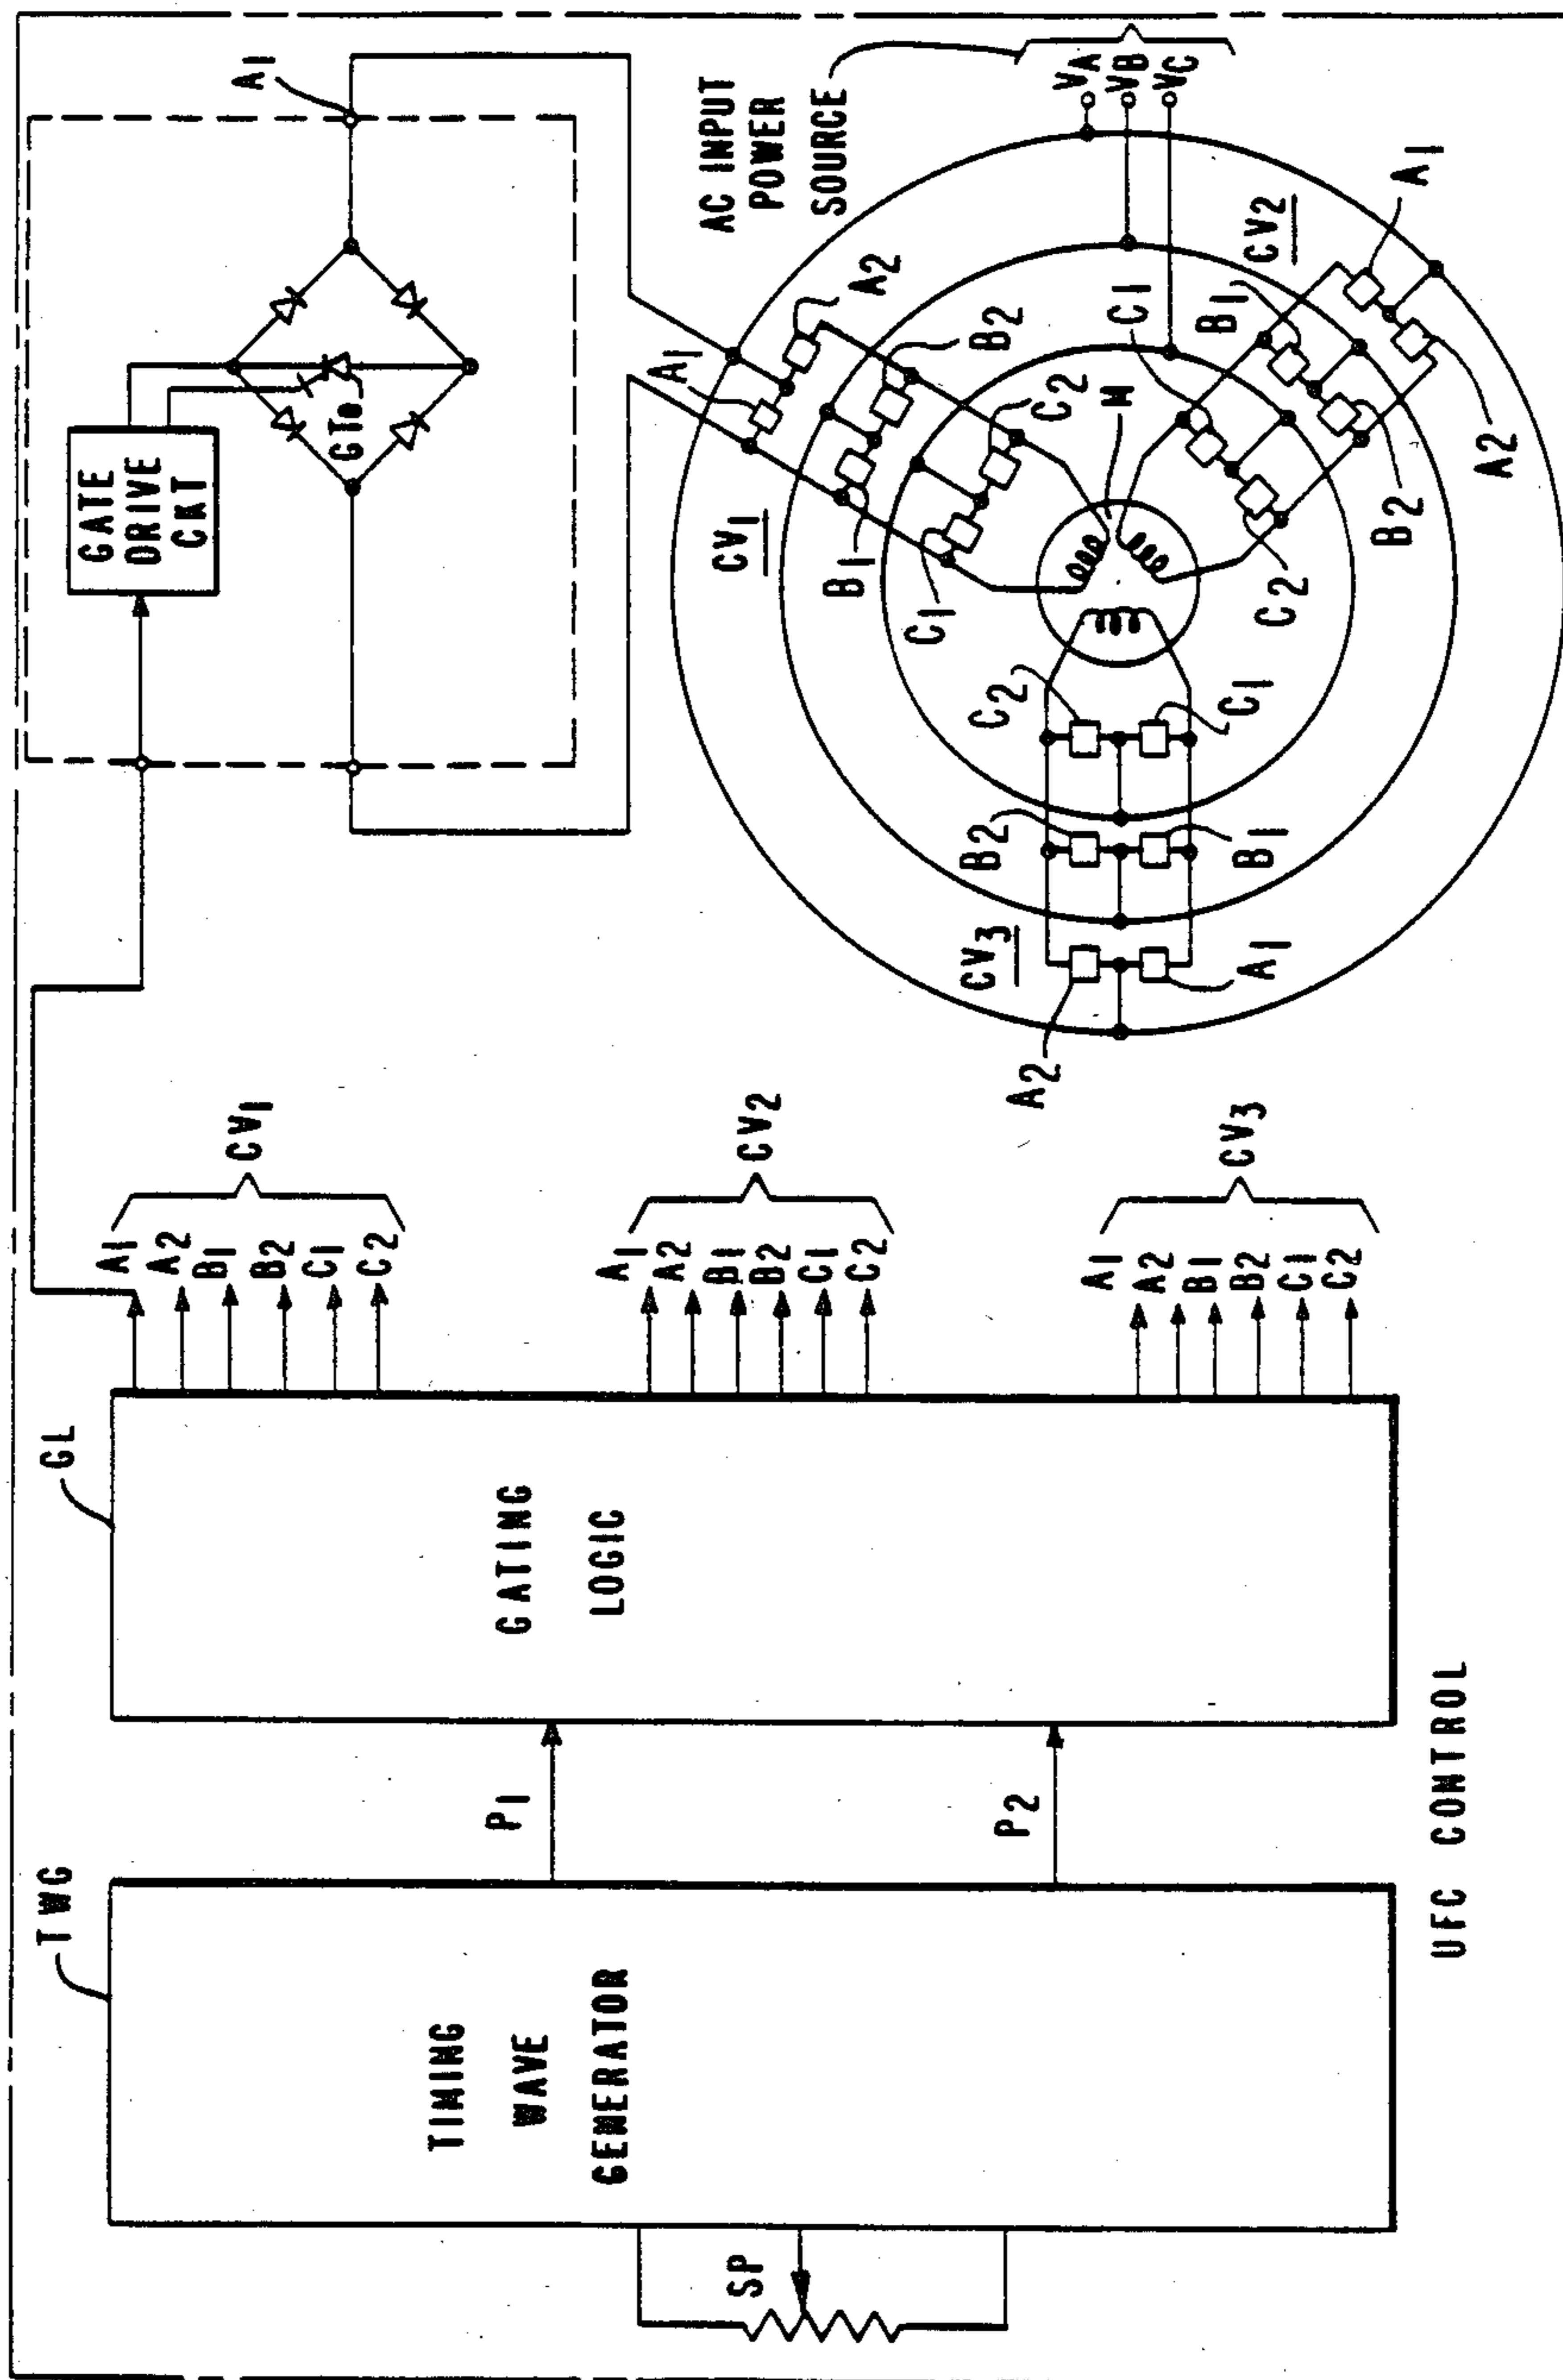 TWG
TIMING
WAVE
GENERATOR
SP
P1
P2
GL
GATING
LOGIC
A1
A2
B1
B2
C1
C2
CV1
A1
A2
B1
B2
C1
C2
CV2
A1
A2
B1
B2
C1
C2
CV3
UFC CONTROL
GATE
DRIVE
CKT
GTa
A1
AC INPUT
POWER
SOURCE
VA
VB
VC
CV1
A1
A2
B1
B2
C1
C2
M
CV2
A1
A2
B1
B2
C1
C2
CV3
A2
A1
B2
B1
C2
C1